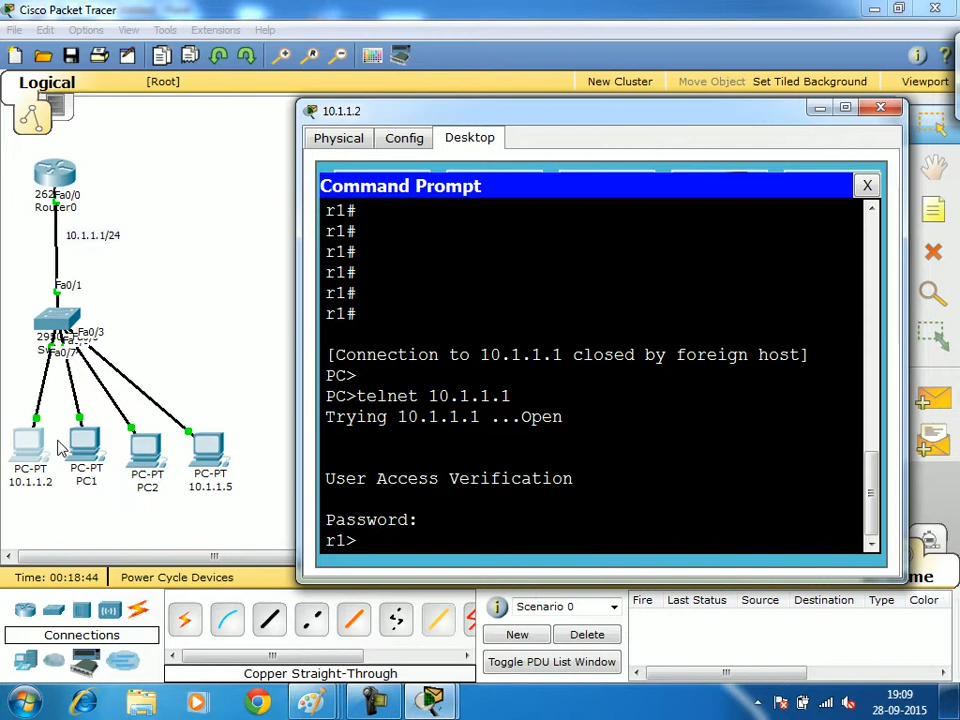 Cisco Packet Tracer
File Edit Options View Tools Extensions Help
Logical
[Root]
New Cluster Move Object Set Tiled Background Viewport
Fa0/0
Router0
10.1.1.1/24
Fa0/1
Fa0/3
Fa0/7
PC-PT
10.1.1.2
PC-PT
PC1
PC-PT
PC2
PC-PT
10.1.1.5
10.1.1.2
Physical Config Desktop
Command Prompt X
r1#
r1#
r1#
r1#
r1#
r1#
[Connection to 10.1.1.1 closed by foreign host]
PC>
PC>telnet 10.1.1.1
Trying 10.1.1.1 ...Open
User Access Verification
Password:
r1>
Time: 00:18:44 Power Cycle Devices
Connections
Copper Straight-Through
Scenario 0
New Delete
Toggle PDU List Window
Fire Last Status Source Destination Type Color
19:09
28-09-2015